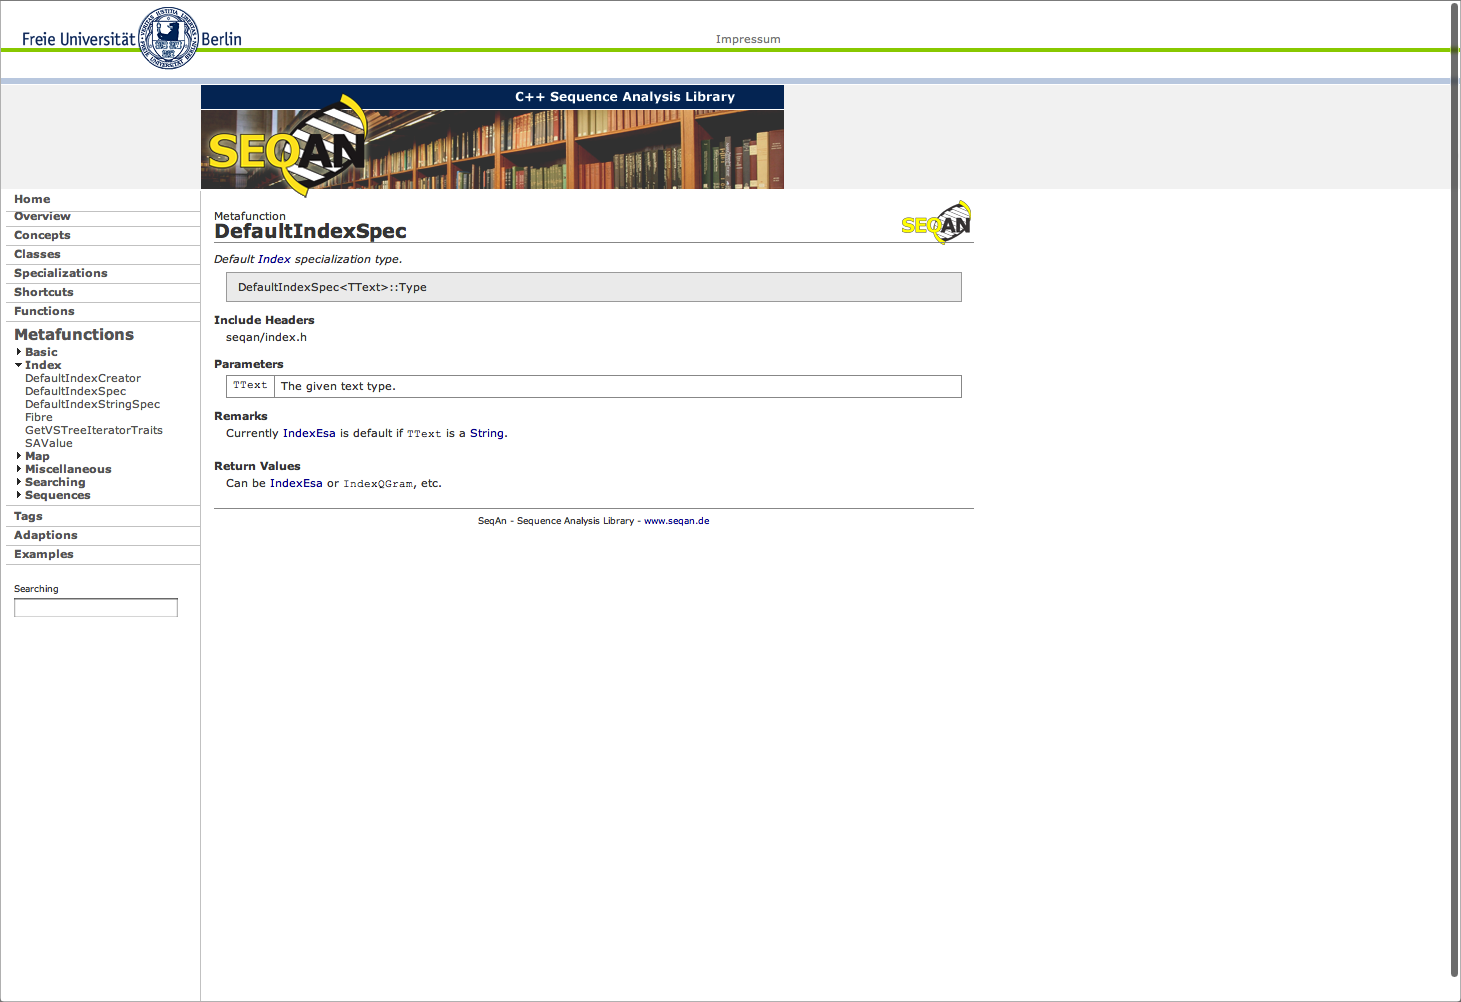 Freie Universität Berlin
Impressum
C++ Sequence Analysis Library
SEQAN
Home
Overview
Concepts
Classes
Specializations
Shortcuts
Functions
Metafunctions
Basic
Index
DefaultIndexCreator
DefaultIndexSpec
DefaultIndexStringSpec
Fibre
GetVSTreeIteratorTraits
SAValue
Map
Miscellaneous
Searching
Sequences
Tags
Adaptions
Examples
Searching
Metafunction
SEQAN
DefaultIndexSpec
Default Index specialization type.
DefaultIndexSpec<TText>::Type
Include Headers
seqan/index.h
Parameters
TText The given text type.
Remarks
Currently IndexEsa is default if TText is a String.
Return Values
Can be IndexEsa or IndexQGram, etc.
SeqAn - Sequence Analysis Library - www.seqan.de